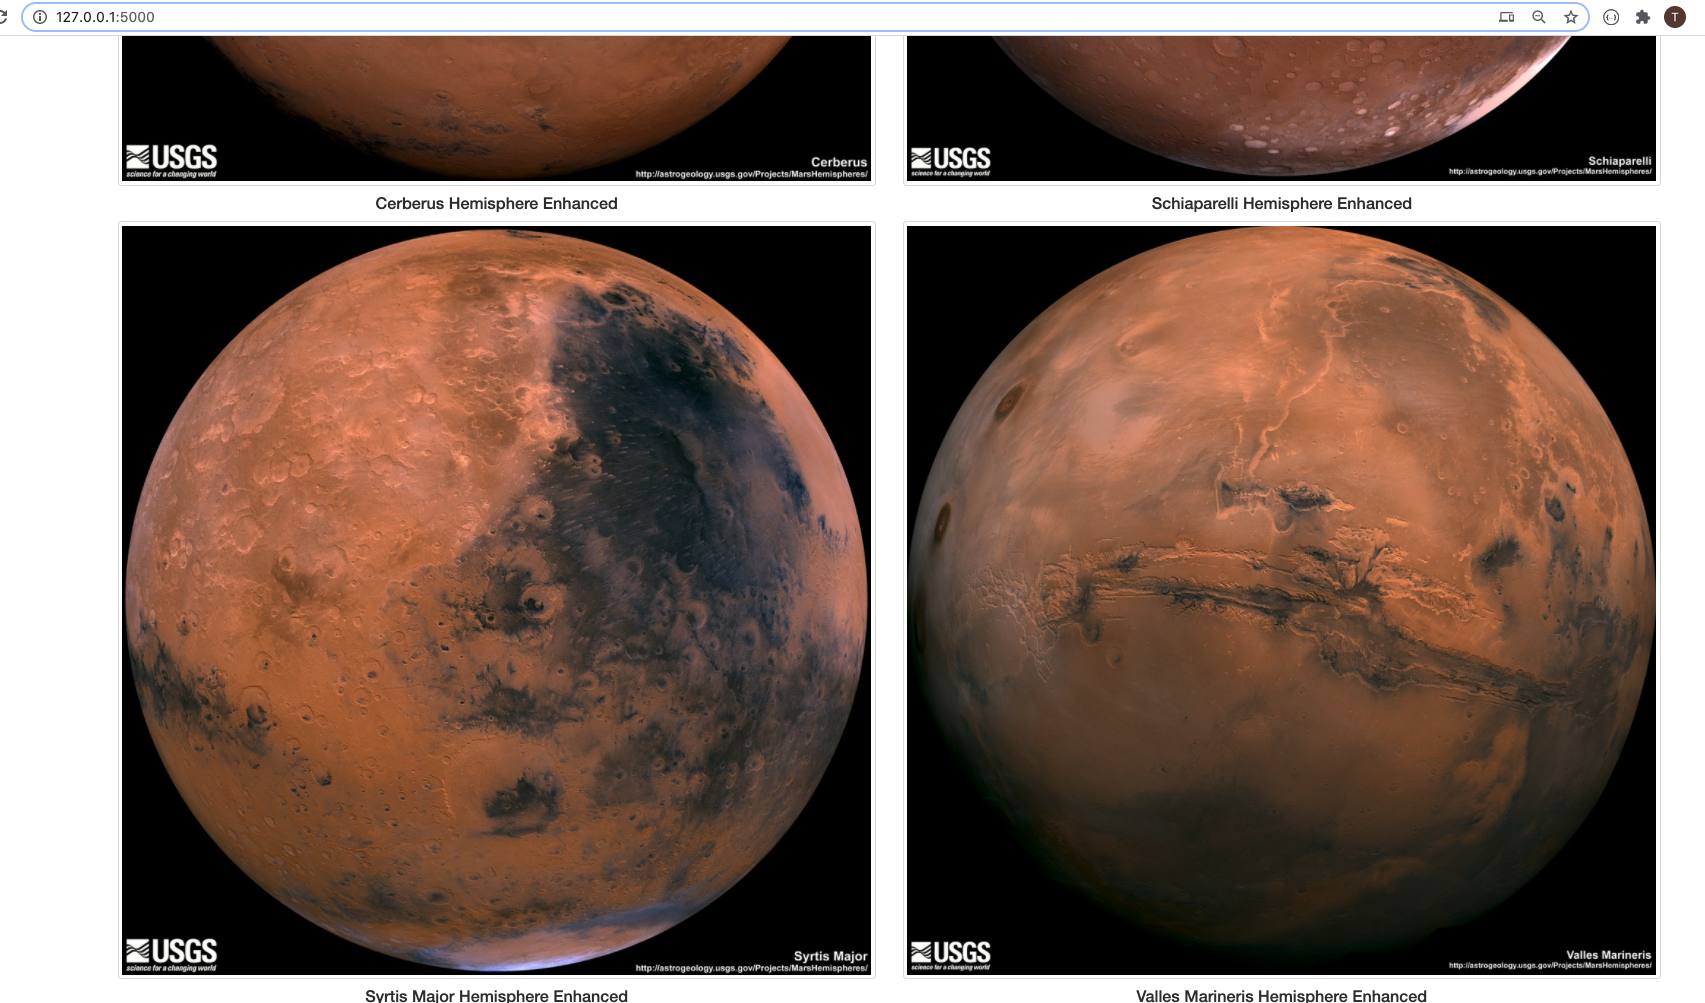 127.0.0.1:5000
T
USGS
science for a changing world
Cerberus
http://astrogeology.usgs.gov/Projects/MarsHemispheres/
USGS
science for a changing world
Schiaparelli
http://astrogeology.usgs.gov/Projects/MarsHemispheres/
Cerberus Hemisphere Enhanced
Schiaparelli Hemisphere Enhanced
USGS
science for a changing world
Syrtis Major
http://astrogeology.usgs.gov/Projects/MarsHemispheres/
USGS
science for a changing world
Valles Marineris
http://astrogeology.usgs.gov/Projects/MarsHemispheres/
Syrtis Major Hemisphere Enhanced
Valles Marineris Hemisphere Enhanced